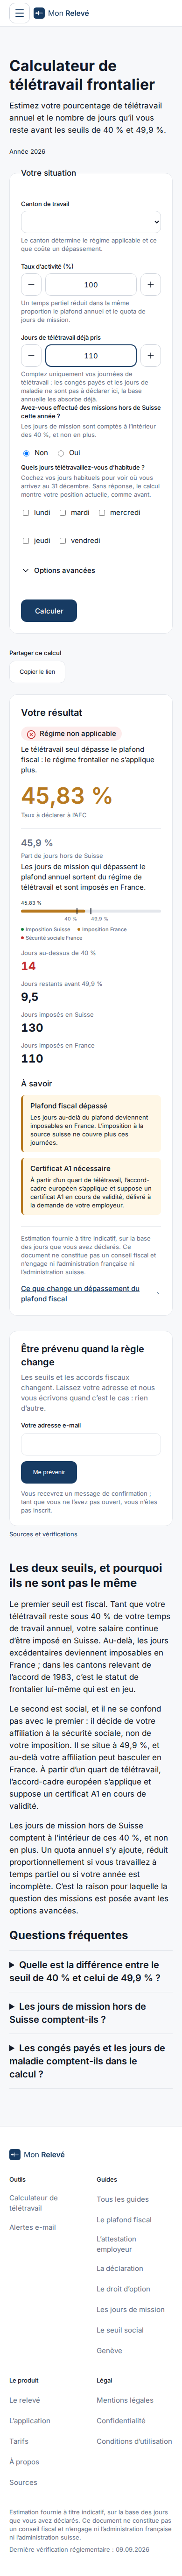 Mon Relevé
Calculateur de
télétravail frontalier
Estimez votre pourcentage de télétravail
annuel et le nombre de jours qu'il vous
reste avant les seuils de 40 % et 49,9 %.
Année 2026
Votre situation
Canton de travail
Le canton détermine le régime applicable et ce
que coûte un dépassement.
Taux d'activité (%)
100
Un temps partiel réduit dans la même
proportion le plafond annuel et le quota de
jours de mission.
Jours de télétravail déjà pris
110
Comptez uniquement vos journées de
télétravail : les congés payés et les jours de
maladie ne sont pas à déclarer ici, la base
annuelle les absorbe déjà.
Avez-vous effectué des missions hors de Suisse
cette année ?
Les jours de mission sont comptés à l'intérieur
des 40 %, et non en plus.
Non
Oui
Quels jours télétravaillez-vous d'habitude ?
Cochez vos jours habituels pour voir où vous
arrivez au 31 décembre. Sans réponse, le calcul
montre votre position actuelle, comme avant.
lundi
mardi
mercredi
jeudi
vendredi
Options avancées
Calculer
Partager ce calcul
Copier le lien
Votre résultat
Régime non applicable
Le télétravail seul dépasse le plafond
fiscal : le régime frontalier ne s'applique
plus.
45,83 %
Taux à déclarer à l'AFC
45,9 %
Part de jours hors de Suisse
Les jours de mission qui dépassent le
plafond annuel sortent du régime de
télétravail et sont imposés en France.
45,83 %
40 %
49,9 %
Imposition Suisse
Imposition France
Sécurité sociale France
Jours au-dessus de 40 %
14
Jours restants avant 49,9 %
9,5
Jours imposés en Suisse
130
Jours imposés en France
110
À savoir
Plafond fiscal dépassé
Les jours au-delà du plafond deviennent
imposables en France. L'imposition à la
source suisse ne couvre plus ces
journées.
Certificat A1 nécessaire
À partir d'un quart de télétravail, l'accord-
cadre européen s'applique et suppose un
certificat A1 en cours de validité, délivré à
la demande de votre employeur.
Estimation fournie à titre indicatif, sur la base
des jours que vous avez déclarés. Ce
document ne constitue pas un conseil fiscal et
n'engage ni l'administration française ni
l'administration suisse.
Ce que change un dépassement du
plafond fiscal
Être prévenu quand la règle
change
Les seuils et les accords fiscaux
changent. Laissez votre adresse et nous
vous écrivons quand c'est le cas : rien
d'autre.
Votre adresse e-mail
Me prévenir
Vous recevrez un message de confirmation ;
tant que vous ne l'avez pas ouvert, vous n'êtes
pas inscrit.
Sources et vérifications
Les deux seuils, et pourquoi
ils ne sont pas le même
Le premier seuil est fiscal. Tant que votre
télétravail reste sous 40 % de votre temps
de travail annuel, votre salaire continue
d'être imposé en Suisse. Au-delà, les jours
excédentaires deviennent imposables en
France ; dans les cantons relevant de
l'accord de 1983, c'est le statut de
frontalier lui-même qui est en jeu.
Le second est social, et il ne se confond
pas avec le premier : il décide de votre
affiliation à la sécurité sociale, non de
votre imposition. Il se situe à 49,9 %, et
au-delà votre affiliation peut basculer en
France. À partir d'un quart de télétravail,
l'accord-cadre européen s'applique et
suppose un certificat A1 en cours de
validité.
Les jours de mission hors de Suisse
comptent à l'intérieur de ces 40 %, et non
en plus. Un quota annuel s'y ajoute, réduit
proportionnellement si vous travaillez à
temps partiel ou si votre année est
incomplète. C'est la raison pour laquelle la
question des missions est posée avant les
options avancées.
Questions fréquentes
Quelle est la différence entre le
seuil de 40 % et celui de 49,9 % ?
Les jours de mission hors de
Suisse comptent-ils ?
Les congés payés et les jours de
maladie comptent-ils dans le
calcul ?
Mon Relevé
Outils
Calculateur de
télétravail
Alertes e-mail
Guides
Tous les guides
Le plafond fiscal
L'attestation
employeur
La déclaration
Le droit d'option
Les jours de mission
Le seuil social
Genève
Le produit
Le relevé
L'application
Tarifs
À propos
Sources
Légal
Mentions légales
Confidentialité
Conditions d'utilisation
Estimation fournie à titre indicatif, sur la base des jours
que vous avez déclarés. Ce document ne constitue pas
un conseil fiscal et n'engage ni l'administration française
ni l'administration suisse.
Dernière vérification réglementaire : 09.09.2026